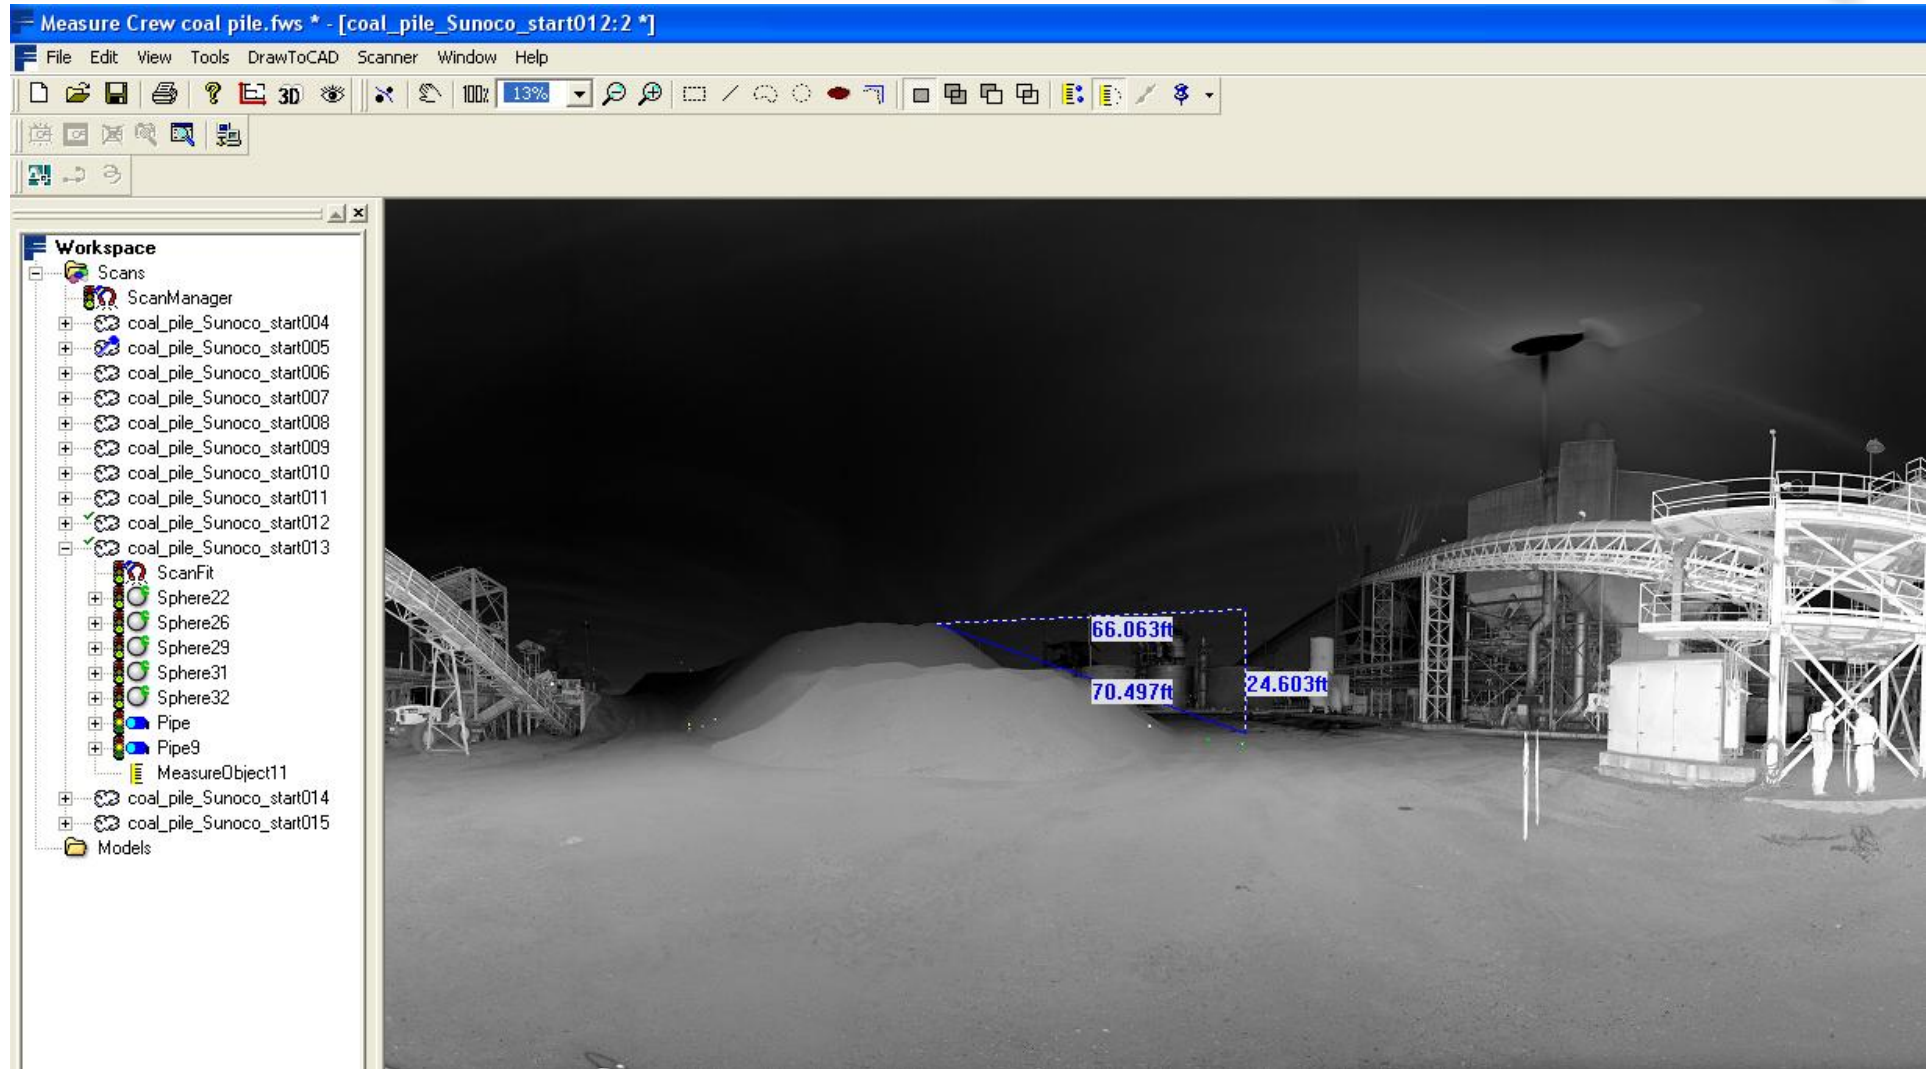 Measure Crew coal pile.fws * - [coal_pile_Sunoco_start012:2 *]
File Edit View Tools DrawToCAD Scanner Window Help
3D 100% 13%
Workspace
Scans
ScanManager
coal_pile_Sunoco_start004
coal_pile_Sunoco_start005
coal_pile_Sunoco_start006
coal_pile_Sunoco_start007
coal_pile_Sunoco_start008
coal_pile_Sunoco_start009
coal_pile_Sunoco_start010
coal_pile_Sunoco_start011
coal_pile_Sunoco_start012
coal_pile_Sunoco_start013
ScanFit
Sphere22
Sphere26
Sphere29
Sphere31
Sphere32
Pipe
Pipe9
MeasureObject11
coal_pile_Sunoco_start014
coal_pile_Sunoco_start015
Models
66.063ft
70.497ft
24.603ft